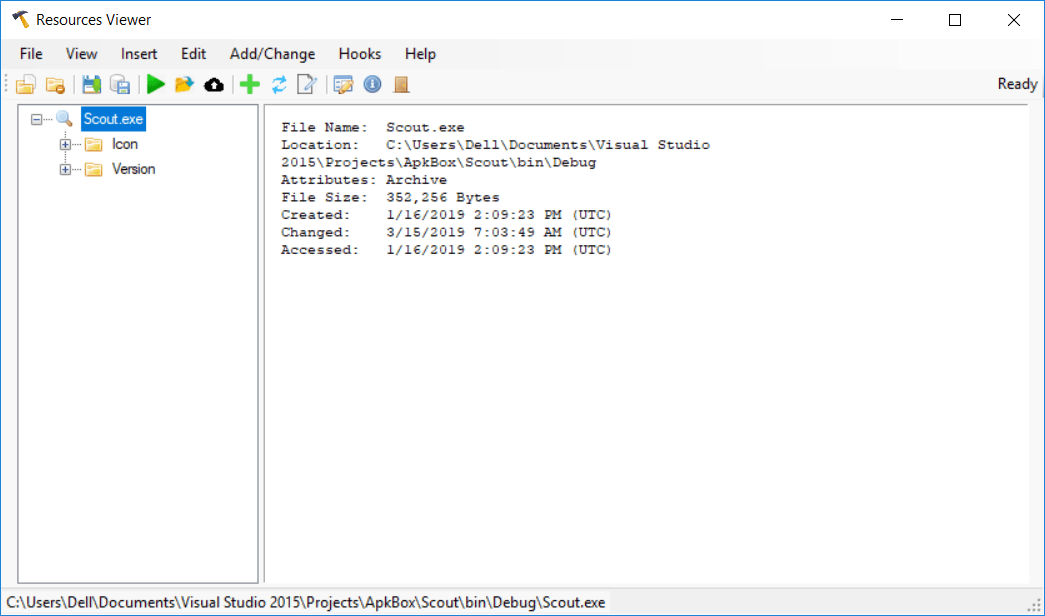 Resources Viewer
File View Insert Edit Add/Change Hooks Help
Ready
Scout.exe
Icon
Version
File Name: Scout.exe
Location: C:\Users\Dell\Documents\Visual Studio
2015\Projects\ApkBox\Scout\bin\Debug
Attributes: Archive
File Size: 352,256 Bytes
Created: 1/16/2019 2:09:23 PM (UTC)
Changed: 3/15/2019 7:03:49 AM (UTC)
Accessed: 1/16/2019 2:09:23 PM (UTC)
C:\Users\Dell\Documents\Visual Studio 2015\Projects\ApkBox\Scout\bin\Debug\Scout.exe